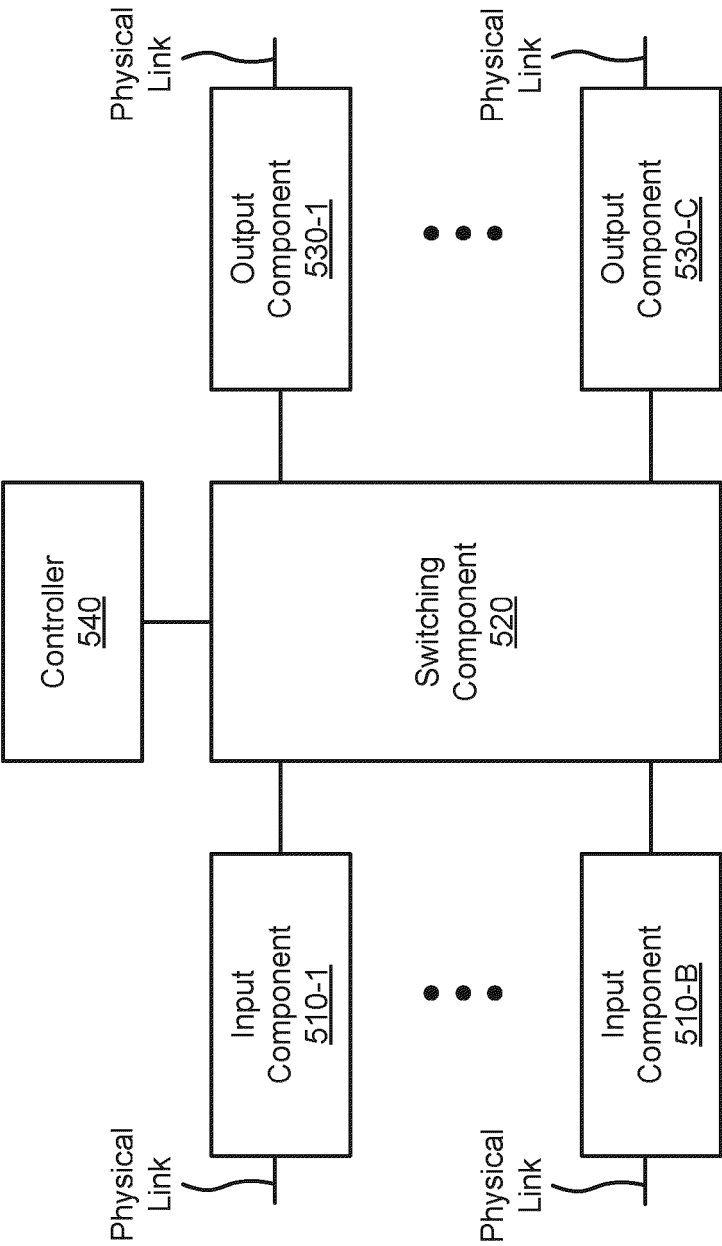 Controller
540
Physical
Link
Input
Component
510-1
Switching
Component
520
Output
Component
530-1
Physical
Link
Physical
Link
Input
Component
510-B
Output
Component
530-C
Physical
Link